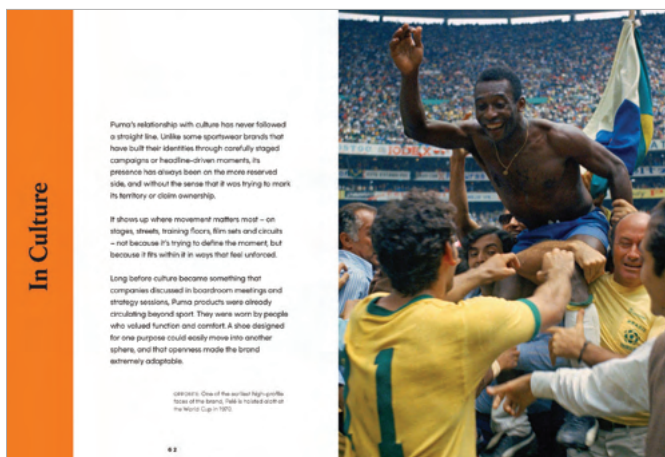 In Culture
Puma's relationship with culture has never followed
a straight line. Unlike some sportswear brands that
have built their identities through carefully staged
campaigns or headline-driven moments, its
presence has always been on the more reserved
side, and without the sense that it was trying to mark
its territory or claim ownership.
It shows up where movement matters most – on
stages, streets, training floors, film sets and circuits
– not because it's trying to define the moment, but
because it fits within it in ways that feel unforced.
Long before culture became something that
companies discussed in boardroom meetings and
strategy sessions, Puma products were already
circulating beyond sport. They were worn by people
who valued function and comfort. A shoe designed
for one purpose could easily move into another
sphere, and that openness made the brand
extremely adaptable.
OPPOSITE: One of the earliest high-profile
faces of the brand, Pelé is hoisted aloft at
the World Cup in 1970.
62
1